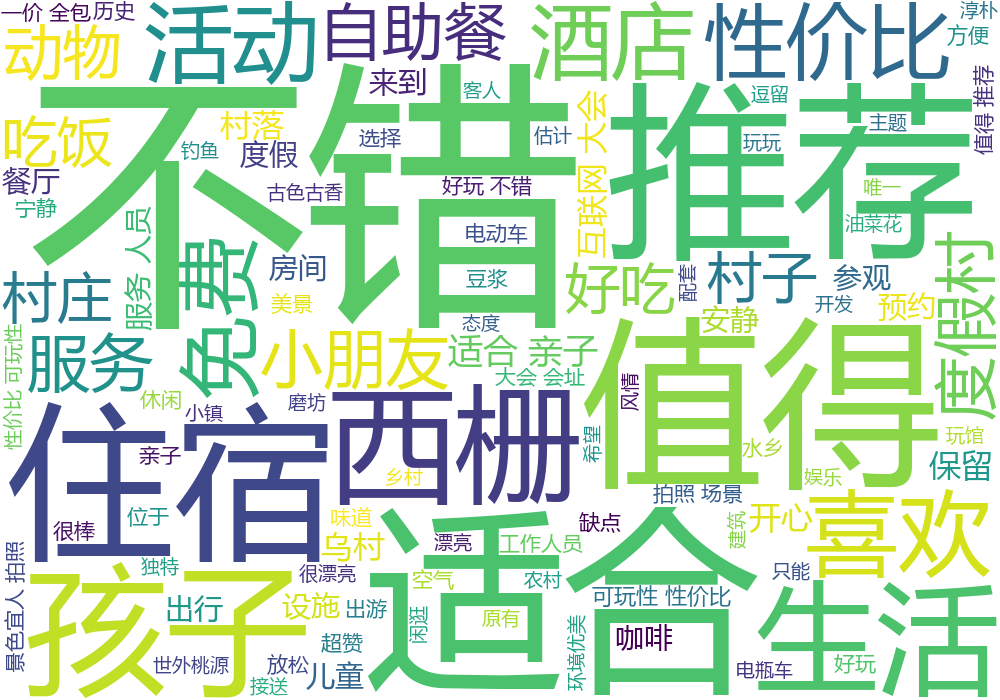 一价 全包 历史
动物
活动
自助餐
酒店
性价比
淳朴
方便
来到
客人
逗留
主题
值得 推荐
不错
推荐
吃饭
村落
钓鱼
度假
选择
估计
互联网 大会
玩玩
餐厅
宁静
古色古香
好玩 不错
唯一
油菜花
服务 人员
免费
电动车
房间
豆浆
村庄
美景
态度
好吃
配套
村子
参观
开发
预约
度假村
安静
性价比 可玩性
服务
小朋友
适合 亲子
大会 会址
风情
值得
休闲
小镇
磨坊
住宿
西栅
希望
水乡
玩馆
保留
娱乐
亲子
乡村
拍照 场景
很棒
位于
味道
乌村
漂亮
工作人员
缺点
建筑
开心
喜欢
景色宜人 拍照
独特
很漂亮
适合
空气
农村
只能
孩子
出行
设施
出游
闲逛
原有
可玩性 性价比
环境优美
咖啡
生活
超赞
世外桃源
放松
接送
儿童
电瓶车
好玩